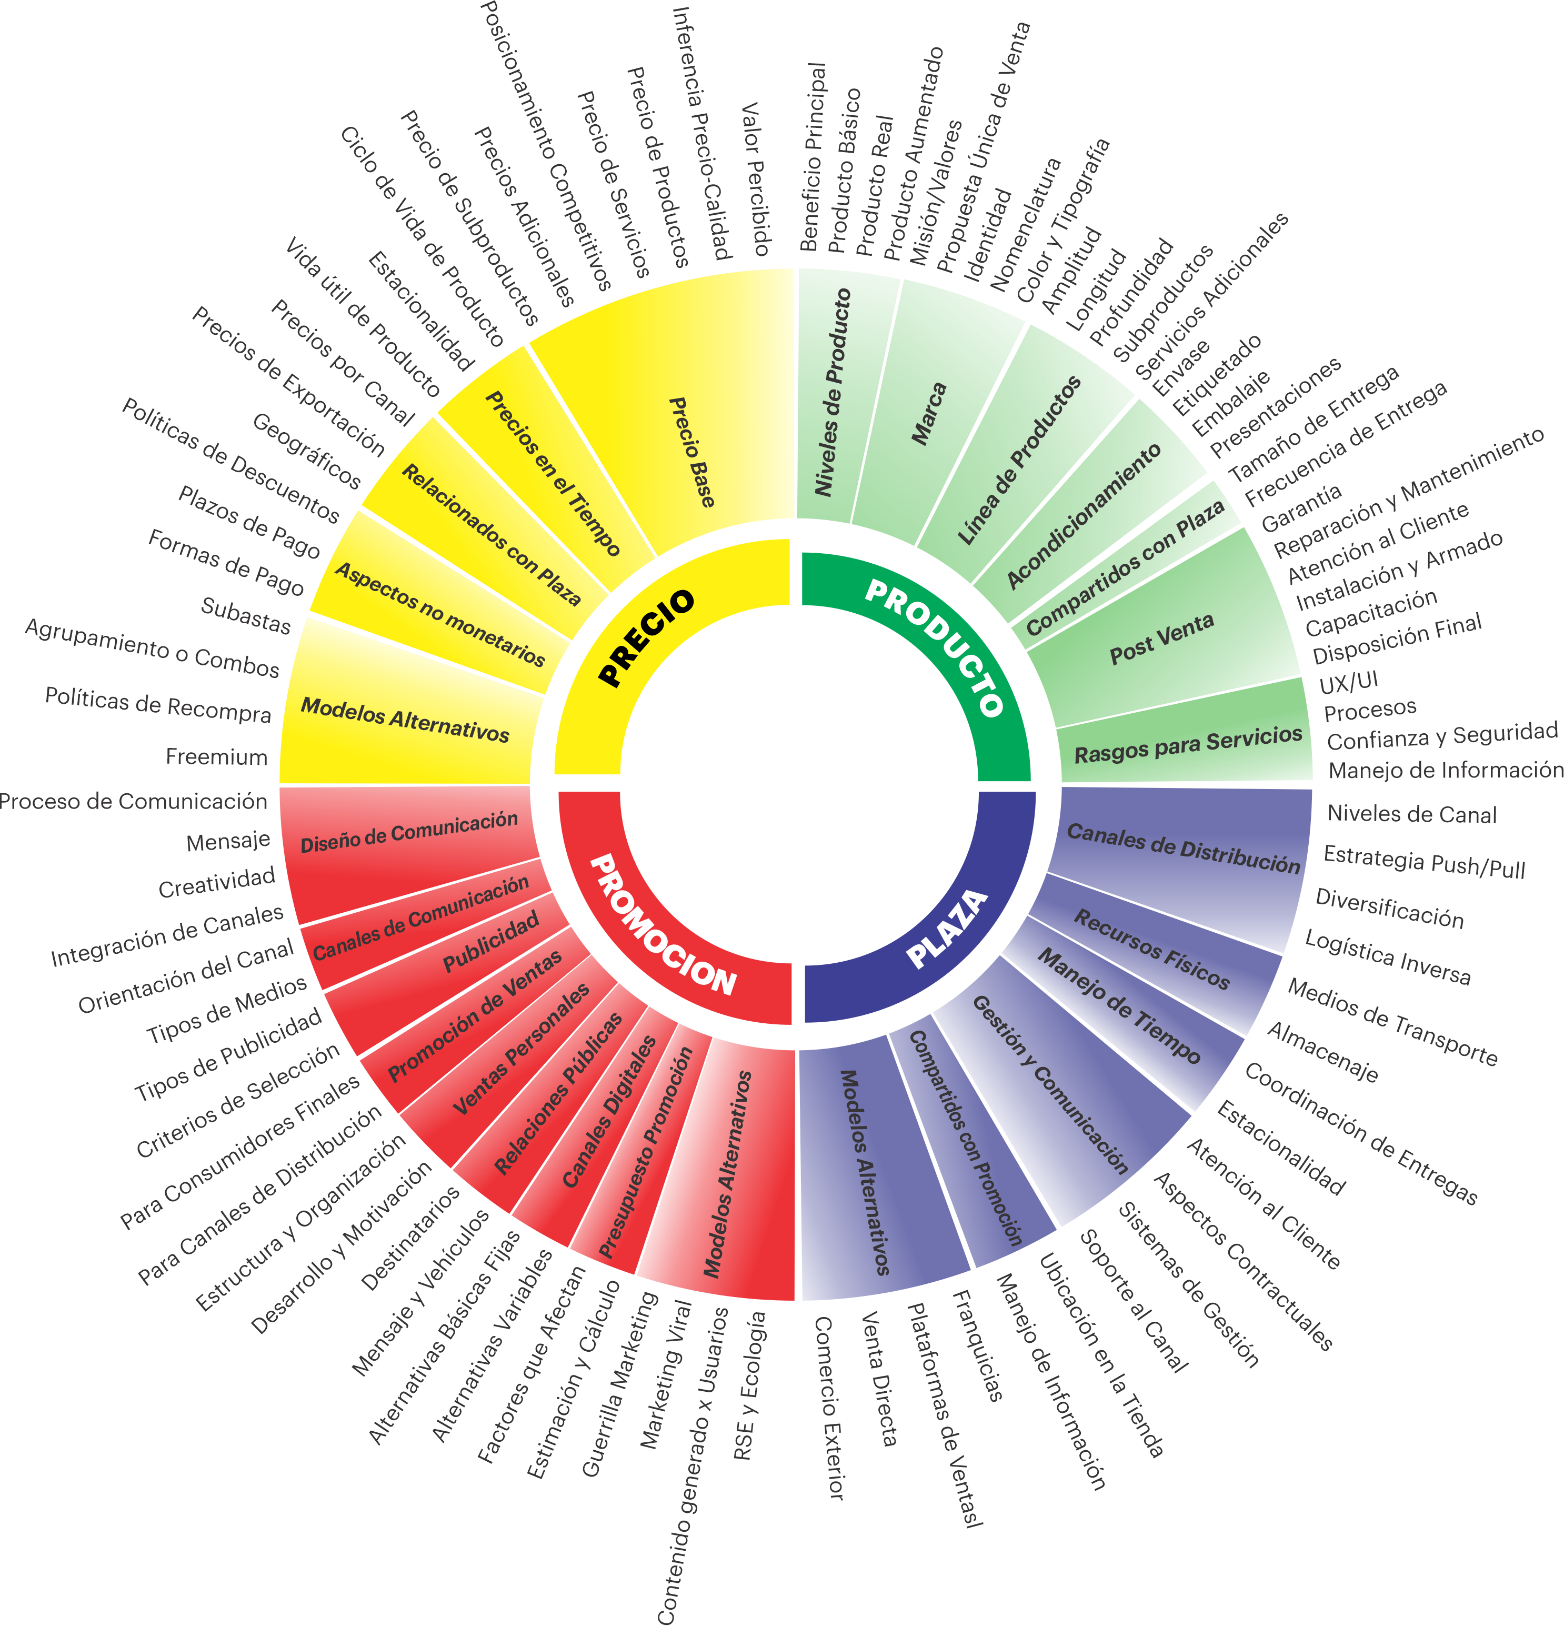 PRODUCTO
Niveles de Producto
Beneficio Principal
Producto Básico
Producto Real
Producto Aumentado
Marca
Misión/Valores
Propuesta Única de Venta
Identidad
Nomenclatura
Color y Tipografía
Línea de Productos
Amplitud
Longitud
Profundidad
Subproductos
Servicios Adicionales
Acondicionamiento
Envase
Etiquetado
Embalaje
Presentaciones
Compartidos con Plaza
Tamaño de Entrega
Frecuencia de Entrega
Post Venta
Garantía
Reparación y Mantenimiento
Atención al Cliente
Instalación y Armado
Capacitación
Disposición Final
Rasgos para Servicios
UX/UI
Procesos
Confianza y Seguridad
Manejo de Información
PLAZA
Canales de Distribución
Niveles de Canal
Estrategia Push/Pull
Diversificación
Logística Inversa
Recursos Físicos
Medios de Transporte
Almacenaje
Manejo de Tiempo
Coordinación de Entregas
Estacionalidad
Gestión y Comunicación
Atención al Cliente
Aspectos Contractuales
Sistemas de Gestión
Soporte al Canal
Compartidos con Promoción
Ubicación en la Tienda
Manejo de Información
Modelos Alternativos
Franquicias
Plataformas de Ventasl
Venta Directa
Comercio Exterior
PROMOCION
Modelos Alternativos
RSE y Ecología
Contenido generado x Usuarios
Marketing Viral
Guerrilla Marketing
Presupuesto Promoción
Estimación y Cálculo
Factores que Afectan
Canales Digitales
Alternativas Variables
Alternativas Básicas Fijas
Relaciones Públicas
Mensaje y Vehículos
Destinatarios
Ventas Personales
Desarrollo y Motivación
Estructura y Organización
Promoción de Ventas
Para Canales de Distribución
Para Consumidores Finales
Publicidad
Criterios de Selección
Tipos de Publicidad
Canales de Comunicación
Tipos de Medios
Orientación del Canal
Diseño de Comunicación
Integración de Canales
Creatividad
Mensaje
Proceso de Comunicación
PRECIO
Modelos Alternativos
Freemium
Políticas de Recompra
Agrupamiento o Combos
Subastas
Aspectos no monetarios
Formas de Pago
Plazos de Pago
Políticas de Descuentos
Relacionados con Plaza
Geográficos
Precios de Exportación
Precios por Canal
Precios en el Tiempo
Vida útil de Producto
Estacionalidad
Ciclo de Vida de Producto
Precio Base
Precio de Subproductos
Precios Adicionales
Posicionamiento Competitivos
Precio de Servicios
Precio de Productos
Inferencia Precio-Calidad
Valor Percibido